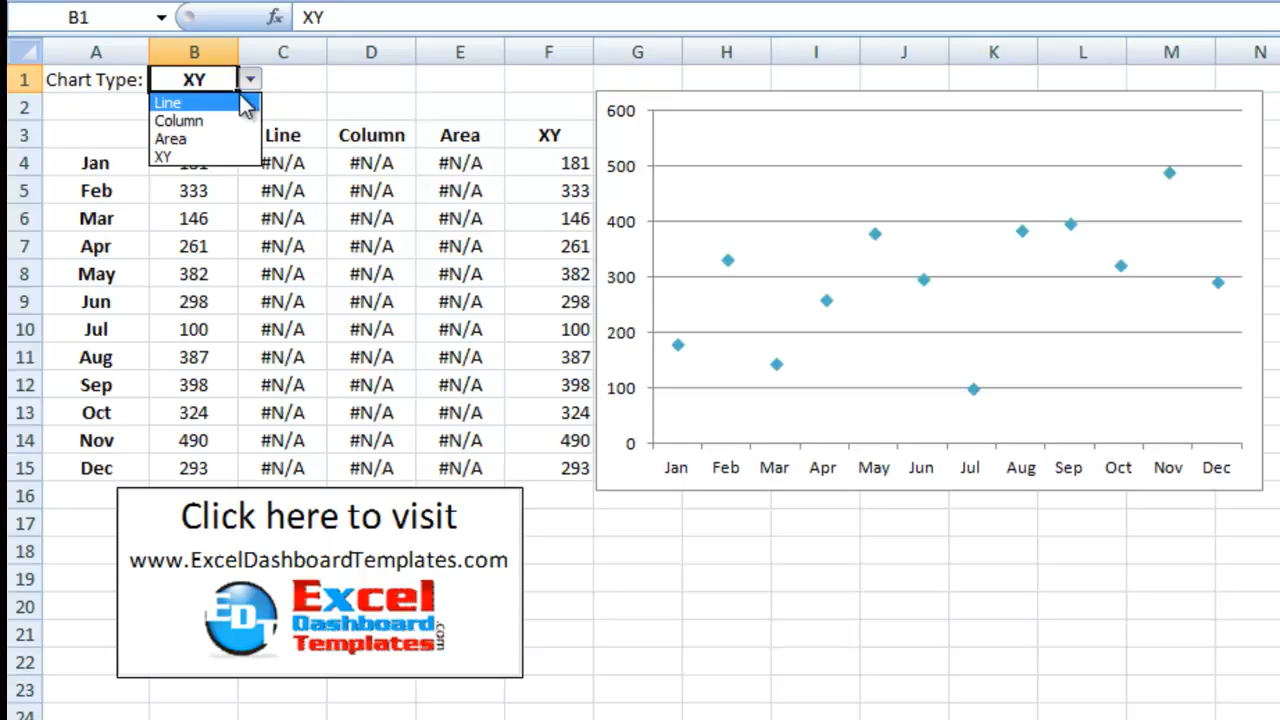 B1 fx XY
A B C D E F G H I J K L M N
1 Chart Type: XY
Line
Column
Area
XY
2
3 Line Column Area XY
4 Jan #N/A #N/A #N/A 181
5 Feb 333 #N/A #N/A #N/A 333
6 Mar 146 #N/A #N/A #N/A 146
7 Apr 261 #N/A #N/A #N/A 261
8 May 382 #N/A #N/A #N/A 382
9 Jun 298 #N/A #N/A #N/A 298
10 Jul 100 #N/A #N/A #N/A 100
11 Aug 387 #N/A #N/A #N/A 387
12 Sep 398 #N/A #N/A #N/A 398
13 Oct 324 #N/A #N/A #N/A 324
14 Nov 490 #N/A #N/A #N/A 490
15 Dec 293 #N/A #N/A #N/A 293
16
17
18
19
20
21
22
23
24
600
500
400
300
200
100
0
Jan Feb Mar Apr May Jun Jul Aug Sep Oct Nov Dec
Click here to visit
www.ExcelDashboardTemplates.com
EDT
Excel
Dashboard
Templates
.com